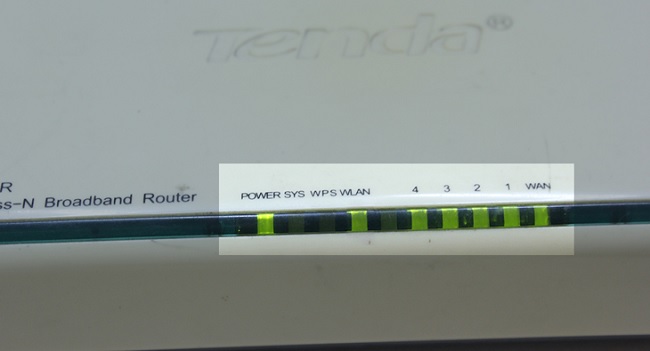 Tenda®
R
ss-N Broadband Router
POWER SYS WPS WLAN 4 3 2 1 WAN